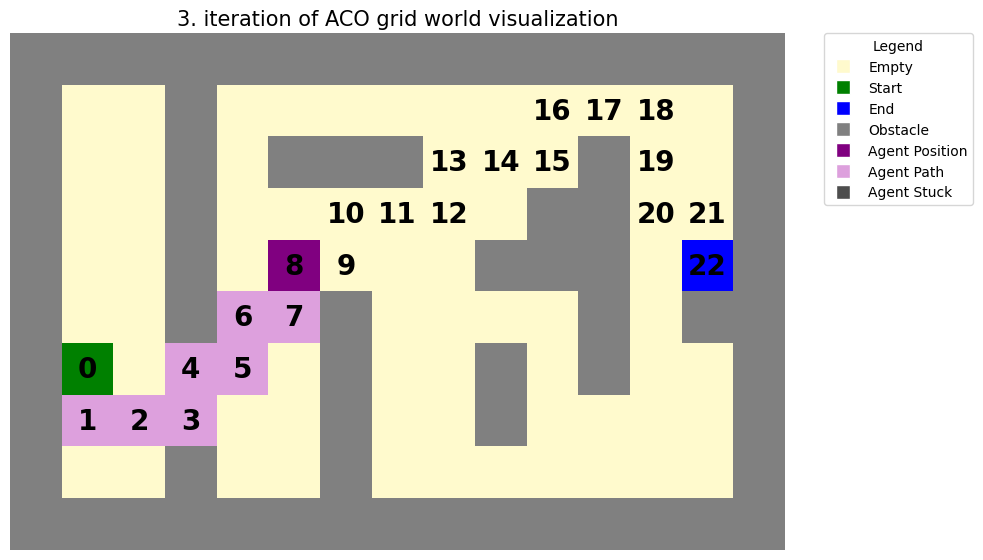 3. iteration of ACO grid world visualization
Legend
Empty
Start
End
Obstacle
Agent Position
Agent Path
Agent Stuck
16 17 18
13 14 15 19
10 11 12 20 21
8 9 22
6 7
0 4 5
1 2 3